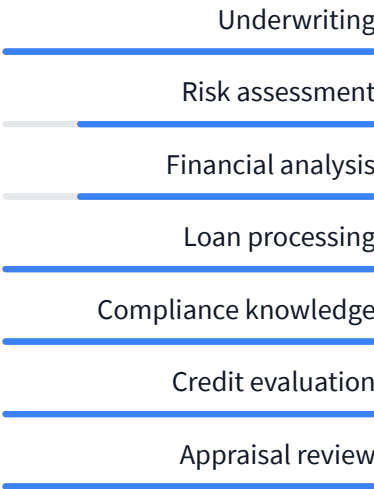 Underwriting
Risk assessment
Financial analysis
Loan processing
Compliance knowledge
Credit evaluation
Appraisal review